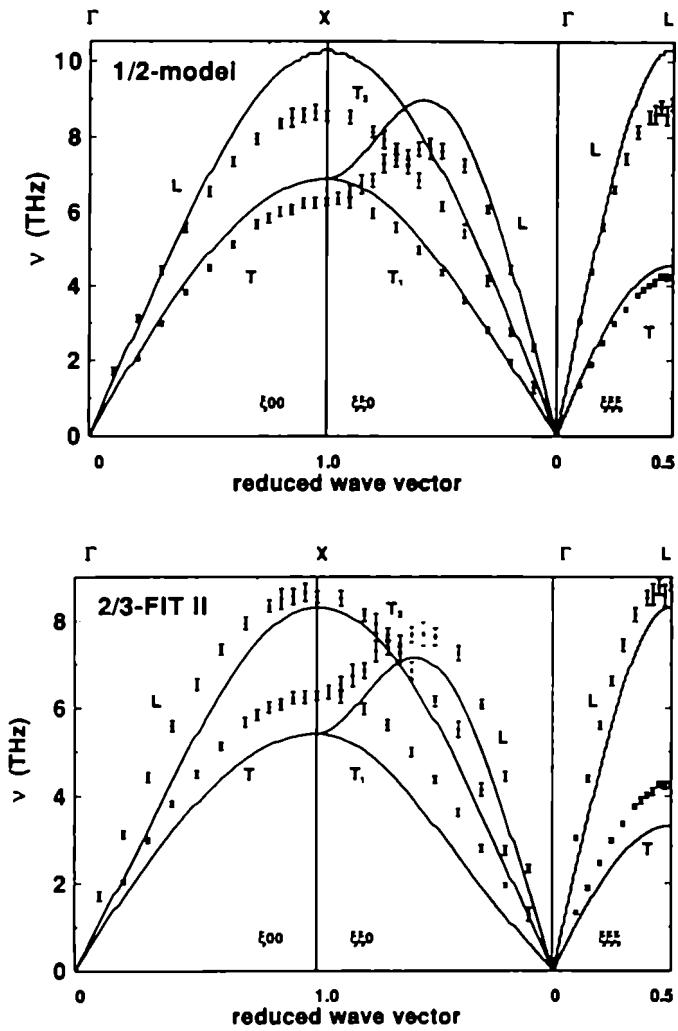 Γ X Γ L
1/2-model
10
8
6
4
2
0
ν (THz)
L
T
T₂
T₁
L
L
T
ξ00 ξξ0 ξξξ
0 1.0 0 0.5
reduced wave vector
Γ X Γ L
2/3-FIT II
8
6
4
2
0
ν (THz)
L
T
T₂
T₁
L
L
T
ξ00 ξξ0 ξξξ
0 1.0 0 0.5
reduced wave vector